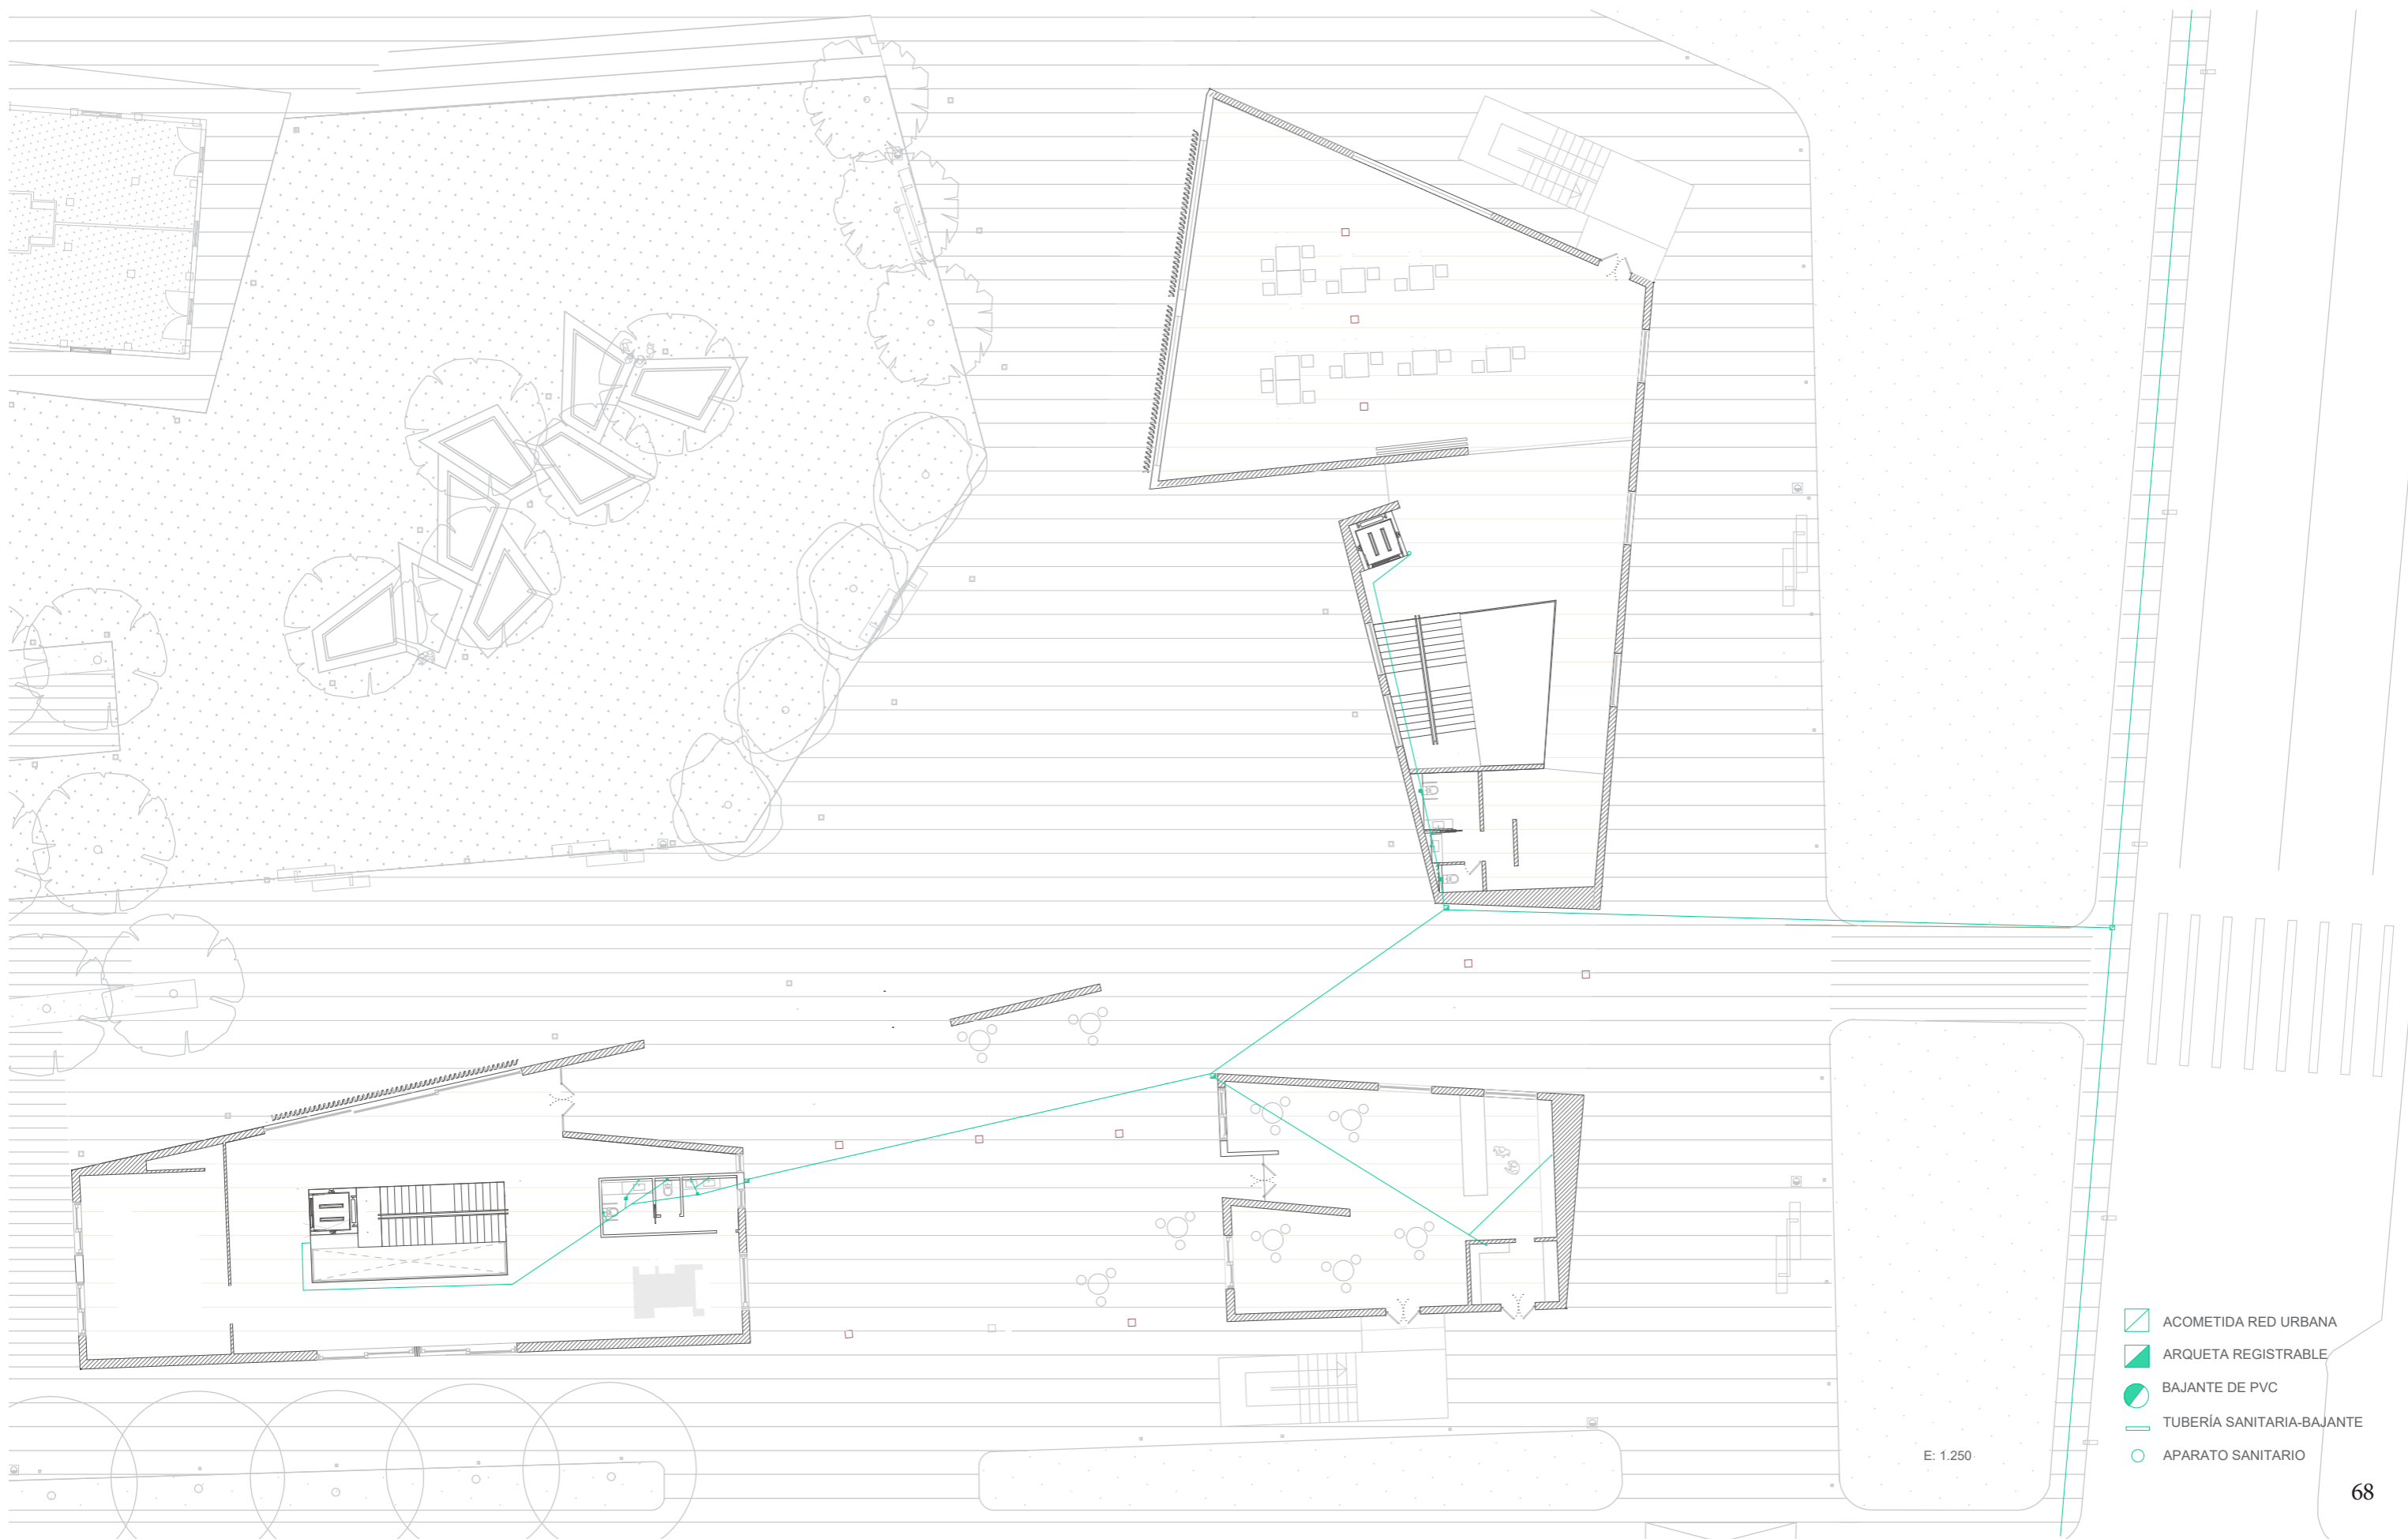 ACOMETIDA RED URBANA
ARQUETA REGISTRABLE
BAJANTE DE PVC
TUBERÍA SANITARIA-BAJANTE
E: 1.250
APARATO SANITARIO
68